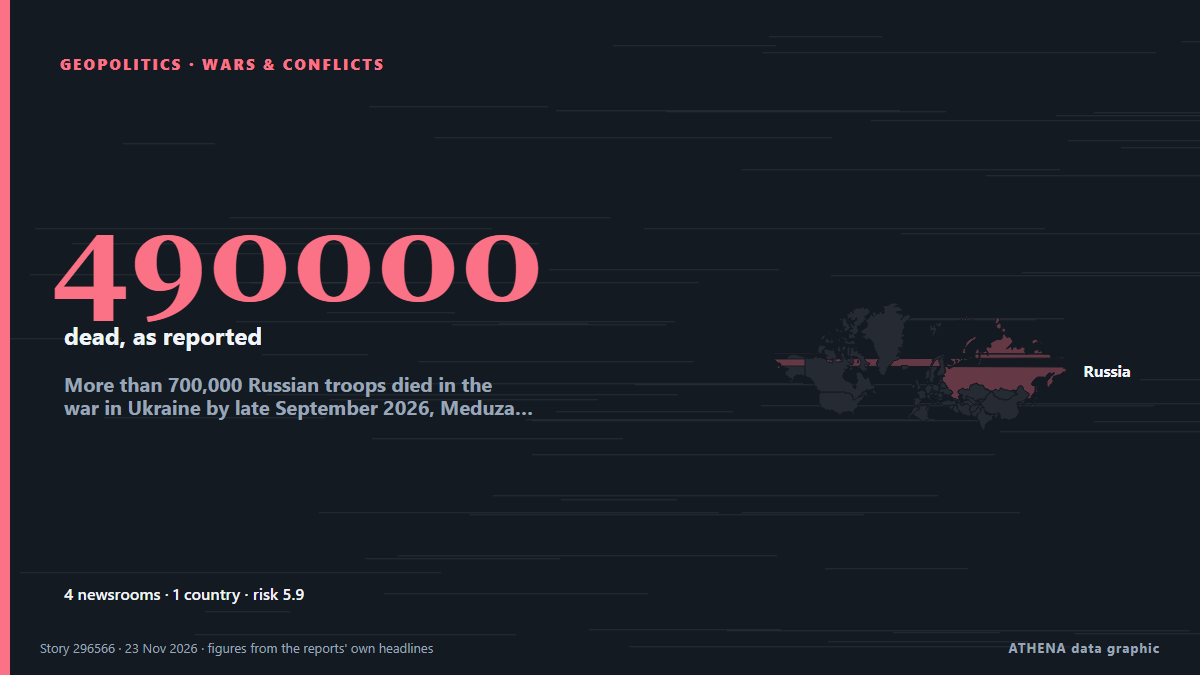 GEOPOLITICS · WARS & CONFLICTS
490000
dead, as reported
More than 700,000 Russian troops died in the
war in Ukraine by late September 2026, Meduza…
Russia
4 newsrooms · 1 country · risk 5.9
Story 296566 · 23 Nov 2026 · figures from the reports' own headlines
ATHENA data graphic